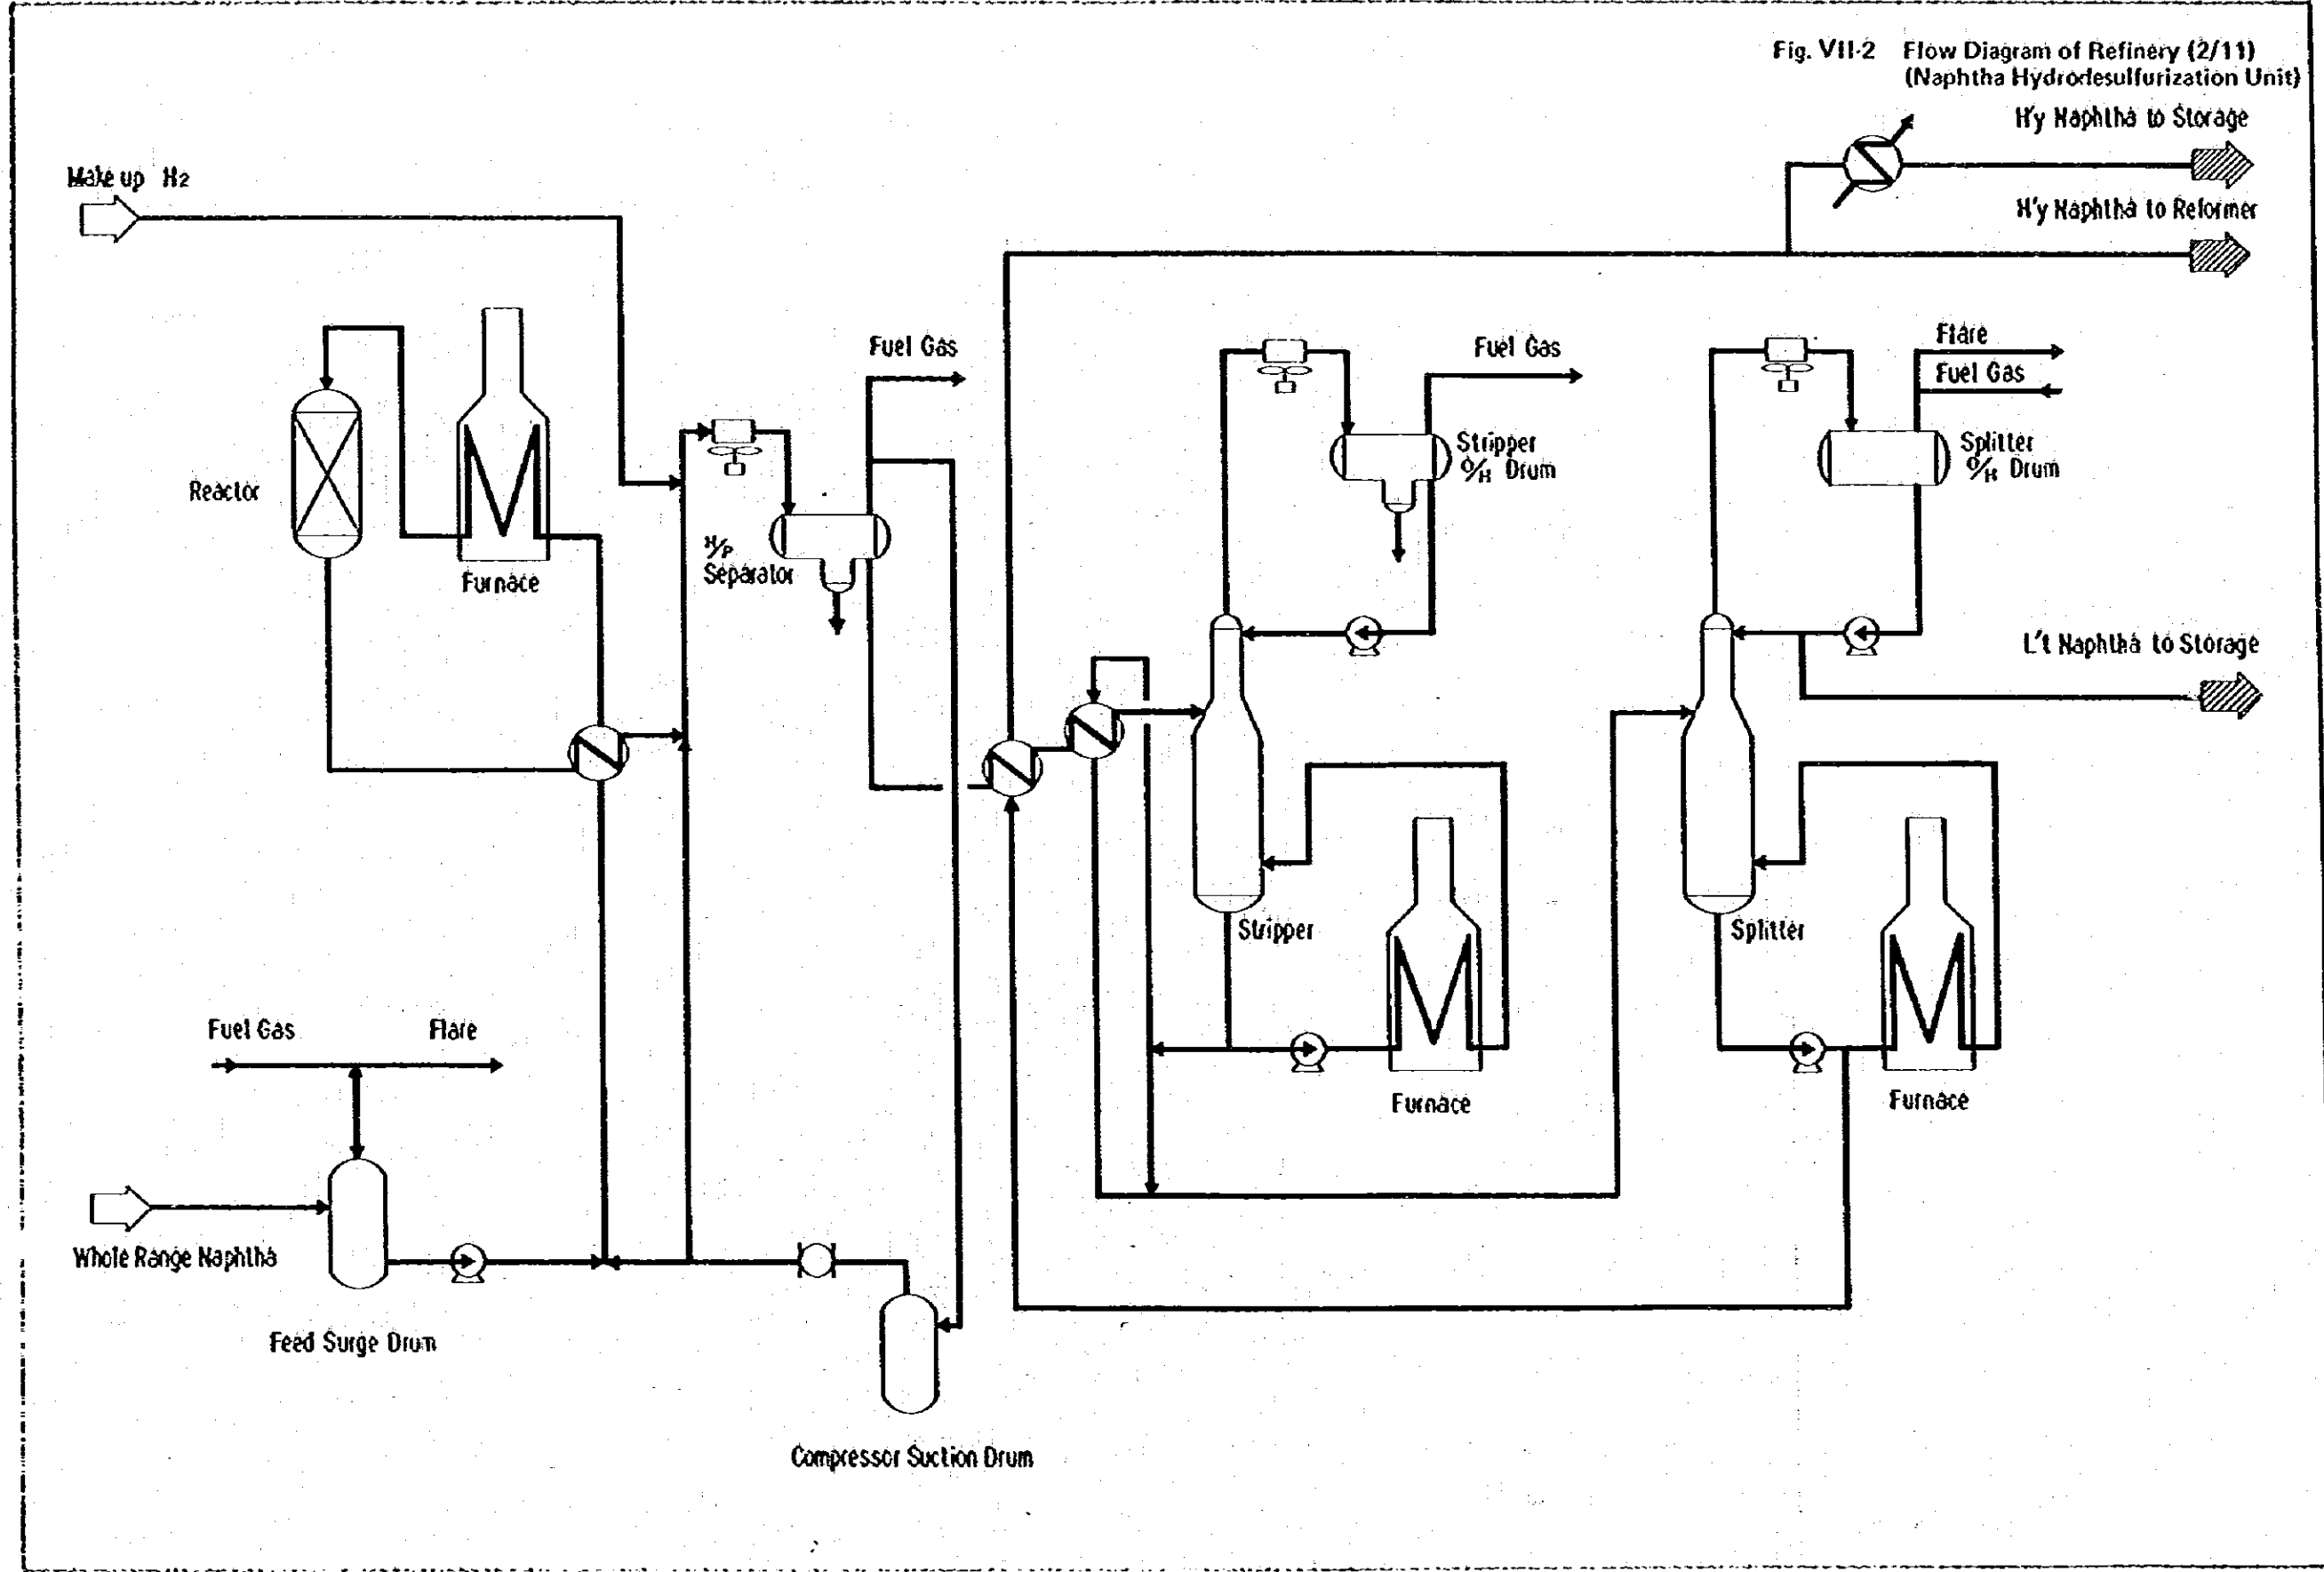 Fig. VII-2 Flow Diagram of Refinery (2/11)
(Naphtha Hydrodesulfurization Unit)
H'y Naphtha to Storage
Make up H2
H'y Naphtha to Reformer
Fuel Gas
Fuel Gas
Flare
Fuel Gas
Stripper
O/H Drum
Splitter
O/H Drum
Reactor
H/P
Separator
Furnace
L't Naphtha to Storage
Stripper
Splitter
Fuel Gas
Flare
Furnace
Furnace
Whole Range Naphtha
Feed Surge Drum
Compressor Suction Drum